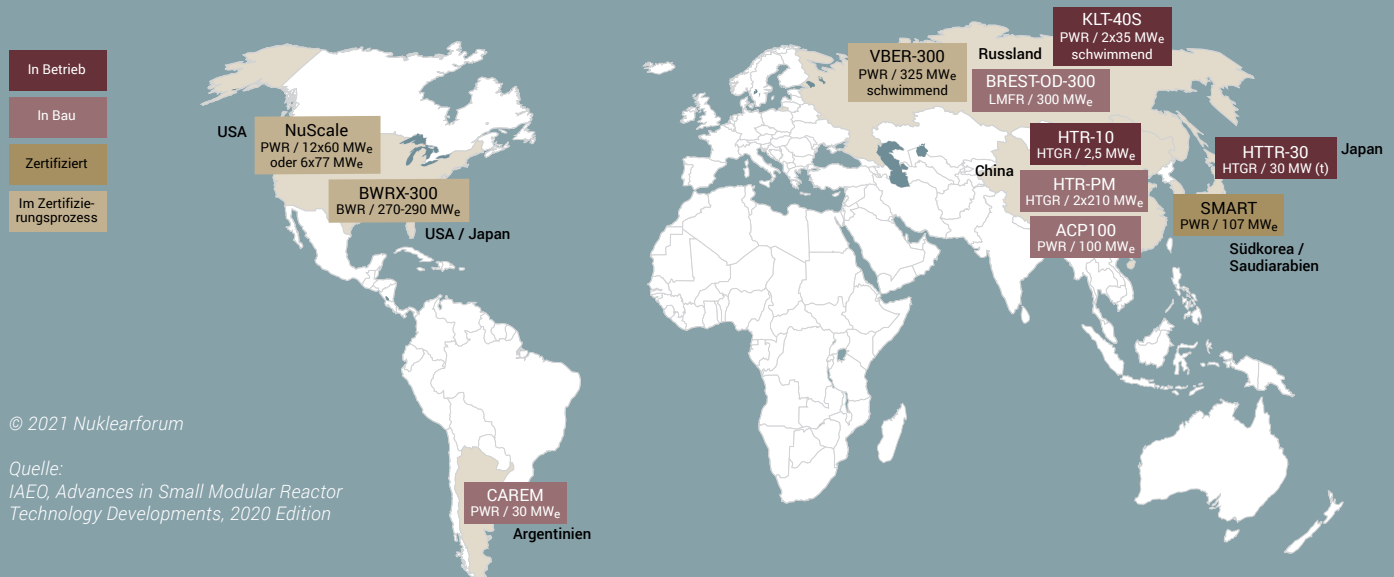 In Betrieb
In Bau
Zertifiziert
Im Zertifizie-
rungsprozess
USA
NuScale
PWR / 12x60 MWe
oder 6x77 MWe
BWRX-300
BWR / 270-290 MWe
USA / Japan
CAREM
PWR / 30 MWe
Argentinien
VBER-300
PWR / 325 MWe
schwimmend
Russland
KLT-40S
PWR / 2x35 MWe
schwimmend
BREST-OD-300
LMFR / 300 MWe
China
HTR-10
HTGR / 2,5 MWe
HTR-PM
HTGR / 2x210 MWe
ACP100
PWR / 100 MWe
HTTR-30
HTGR / 30 MW (t)
Japan
SMART
PWR / 107 MWe
Südkorea /
Saudiarabien
© 2021 Nuklearforum
Quelle:
IAEO, Advances in Small Modular Reactor
Technology Developments, 2020 Edition